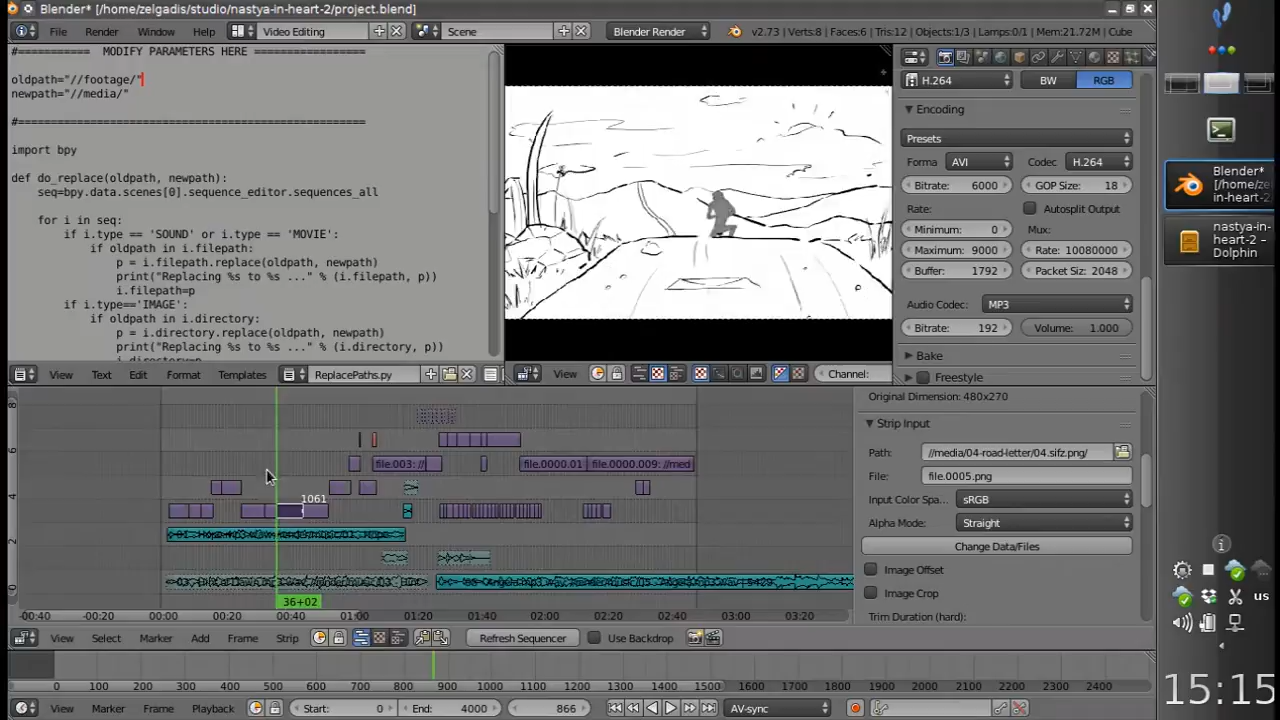 Blender* [/home/zelgadis/studio/nastya-in-heart-2/project.blend]
File Render Window Help Video Editing Scene Blender Render v2.73 | Verts:8 | Faces:6 | Tris:12 | Objects:1/3 | Lamps:0/1 | Mem:21.72M | Cube
#=========== MODIFY PARAMETERS HERE =================
oldpath="//footage/"
newpath="//media/"
#==================================================
import bpy
def do_replace(oldpath, newpath):
seq=bpy.data.scenes[0].sequence_editor.sequences_all
for i in seq:
if i.type == 'SOUND' or i.type == 'MOVIE':
if oldpath in i.filepath:
p = i.filepath.replace(oldpath, newpath)
print("Replacing %s to %s ..." % (i.filepath, p))
i.filepath=p
if i.type=='IMAGE':
if oldpath in i.directory:
p = i.directory.replace(oldpath, newpath)
print("Replacing %s to %s ..." % (i.directory, p))
i.directory=p
View Text Edit Format Templates ReplacePaths.py
View Channel:
H.264 BW RGB
Encoding
Presets
Forma AVI Codec: H.264
Bitrate: 6000 GOP Size: 18
Rate: Autosplit Output
Minimum: 0 Mux:
Maximum: 9000 Rate: 10080000
Buffer: 1792 Packet Siz: 2048
Audio Codec: MP3
Bitrate: 192 Volume: 1.000
Bake
Freestyle
8
6
4
2
0
file.003: //
file.0000.01
file.0000.009: //med
1061
36+02
-00:40 -00:20 00:00 00:20 00:40 01:00 01:20 01:40 02:00 02:20 02:40 03:00 03:20
View Select Marker Add Frame Strip Refresh Sequencer Use Backdrop
Original Dimension: 480x270
Strip Input
Path: //media/04-road-letter/04.sifz.png/
File: file.0005.png
Input Color Spa... sRGB
Alpha Mode: Straight
Change Data/Files
Image Offset
Image Crop
Trim Duration (hard):
0 100 200 300 400 500 600 700 800 900 1000 1100 1200 1300 1400 1500 1600 1700 1800 1900 2000 2100 2200 2300 2400
View Marker Frame Playback Start: 0 End: 4000 866 AV-sync
Blender*
[/home/ze
in-heart-2
nastya-in-
heart-2 –
Dolphin
us
15:15